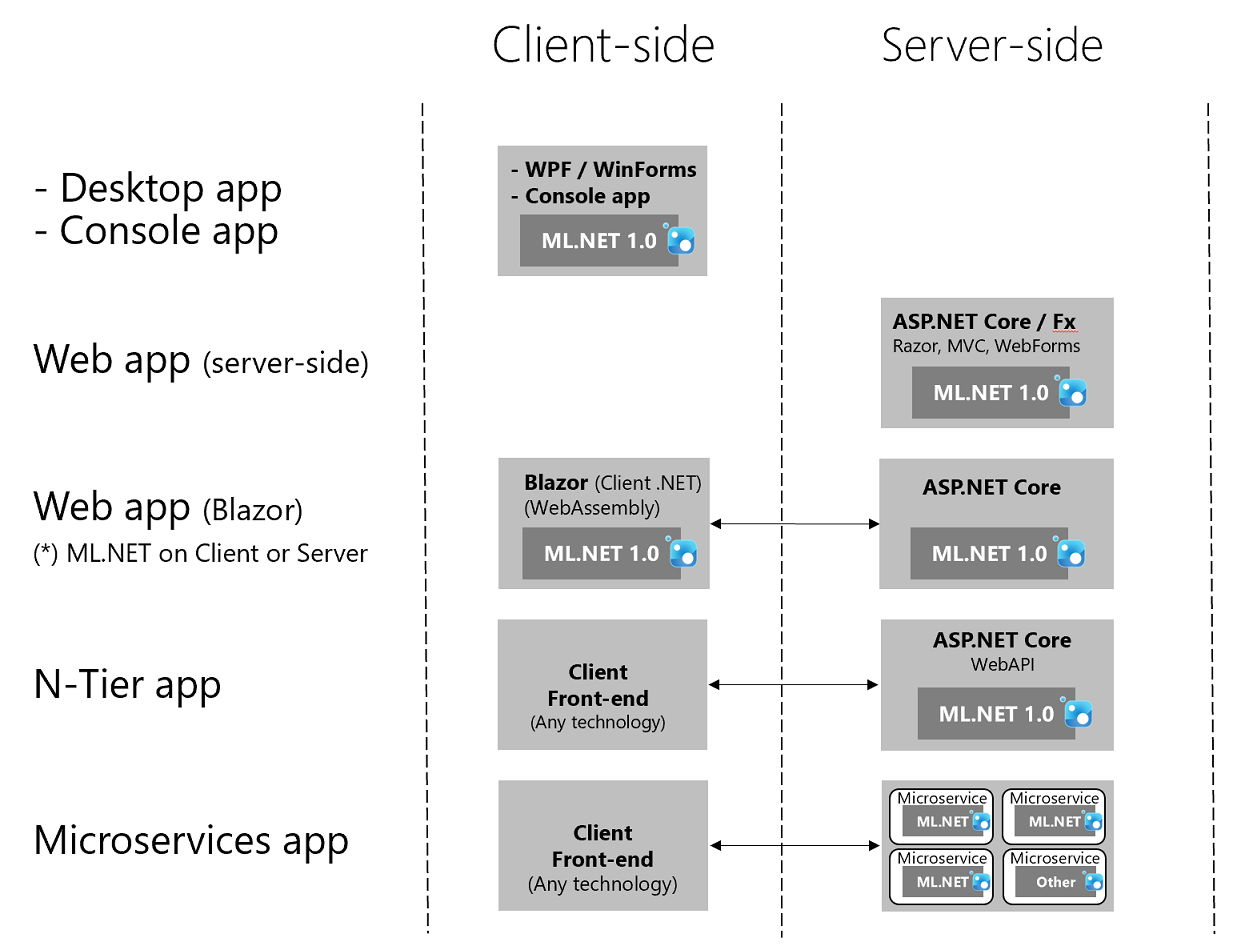 Client-side
Server-side
- Desktop app
- Console app
- WPF / WinForms
- Console app
ML.NET 1.0
Web app (server-side)
ASP.NET Core / Fx
Razor, MVC, WebForms
ML.NET 1.0
Web app (Blazor)
(*) ML.NET on Client or Server
Blazor (Client .NET)
(WebAssembly)
ML.NET 1.0
ASP.NET Core
ML.NET 1.0
N-Tier app
Client
Front-end
(Any technology)
ASP.NET Core
WebAPI
ML.NET 1.0
Microservices app
Client
Front-end
(Any technology)
Microservice
ML.NET
Microservice
ML.NET
Microservice
ML.NET
Microservice
Other